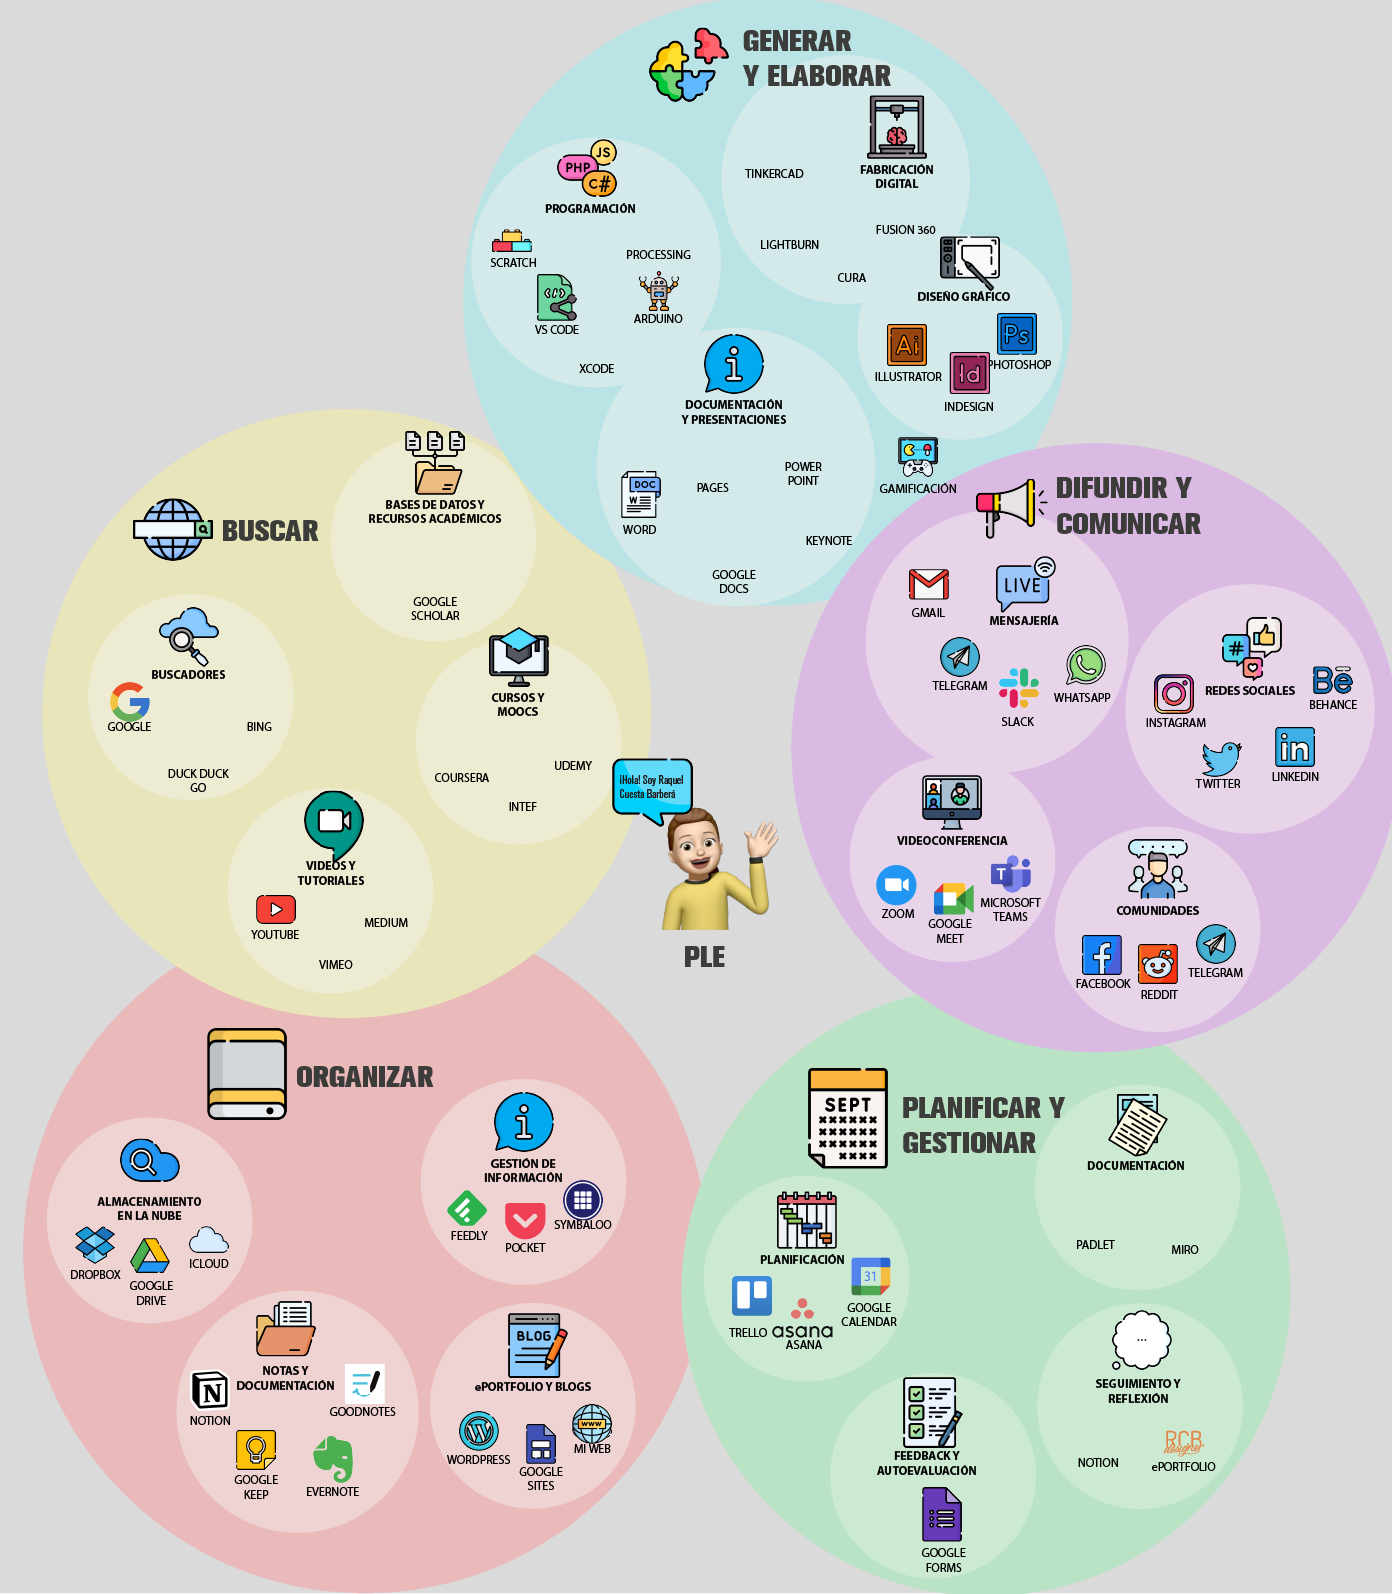 GENERAR
Y ELABORAR
JS
PHP
C#
PROGRAMACIÓN
SCRATCH
PROCESSING
VS CODE
ARDUINO
XCODE
FABRICACIÓN
DIGITAL
TINKERCAD
FUSION 360
LIGHTBURN
CURA
DISEÑO GRÁFICO
Ai
ILLUSTRATOR
Ps
PHOTOSHOP
Id
INDESIGN
DOCUMENTACIÓN
Y PRESENTACIONES
DOC
W
WORD
PAGES
POWER
POINT
KEYNOTE
GOOGLE
DOCS
GAMIFICACIÓN
BUSCAR
BASES DE DATOS Y
RECURSOS ACADÉMICOS
GOOGLE
SCHOLAR
BUSCADORES
GOOGLE
BING
DUCK DUCK
GO
CURSOS Y
MOOCS
COURSERA
UDEMY
INTEF
VIDEOS Y
TUTORIALES
YOUTUBE
MEDIUM
VIMEO
¡Hola! Soy Raquel
Cuesta Barberá
PLE
DIFUNDIR Y
COMUNICAR
LIVE
MENSAJERÍA
GMAIL
TELEGRAM
SLACK
WHATSAPP
#
REDES SOCIALES
INSTAGRAM
Bē
BEHANCE
TWITTER
in
LINKEDIN
VIDEOCONFERENCIA
ZOOM
GOOGLE
MEET
T
MICROSOFT
TEAMS
COMUNIDADES
FACEBOOK
REDDIT
TELEGRAM
ORGANIZAR
ALMACENAMIENTO
EN LA NUBE
DROPBOX
GOOGLE
DRIVE
ICLOUD
GESTIÓN DE
INFORMACIÓN
FEEDLY
POCKET
SYMBALOO
NOTAS Y
DOCUMENTACIÓN
NOTION
GOODNOTES
GOOGLE
KEEP
EVERNOTE
BLOG
ePORTFOLIO Y BLOGS
WORDPRESS
GOOGLE
SITES
WWW
MI WEB
SEPT
PLANIFICAR Y
GESTIONAR
PLANIFICACIÓN
TRELLO
asana
ASANA
31
GOOGLE
CALENDAR
DOCUMENTACIÓN
PADLET
MIRO
...
SEGUIMIENTO Y
REFLEXIÓN
NOTION
RCB
designer
ePORTFOLIO
FEEDBACK Y
AUTOEVALUACIÓN
GOOGLE
FORMS